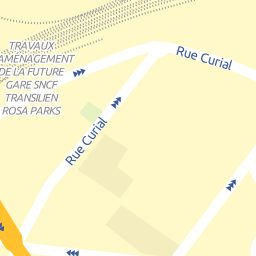 TRAVAUX
AMENAGEMENT
DE LA FUTURE
GARE SNCF
TRANSILIEN
ROSA PARKS
Rue Curial
Rue Curial